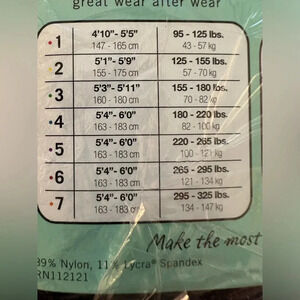 great wear after wear
1 4'10"- 5'5" 95 - 125 lbs.
147 - 165 cm 43 - 57 kg
2 5'1"- 5'9" 125 - 155 lbs.
155 - 175 cm 57 - 70 kg
3 5'3"- 5'11" 155 - 180 lbs.
160 - 180 cm 70 - 82 kg
4 5'4"- 6'0" 180 - 220 lbs.
163 - 183 cm 82 - 100 kg
5 5'4"- 6'0" 220 - 265 lbs.
163 - 183 cm 100 - 121 kg
6 5'4"- 6'0" 265 - 295 lbs.
163 - 183 cm 121 - 134 kg
7 5'4"- 6'0" 295 - 325 lbs.
163 - 183 cm 134 - 147 kg
Make the most
89% Nylon, 11% Lycra® Spandex
RN112121